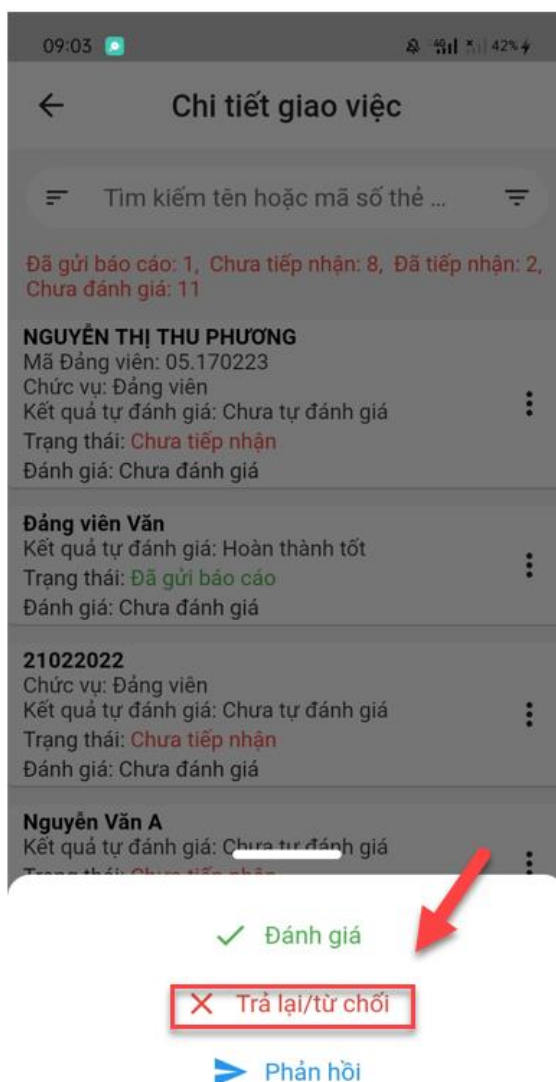 09:03
4G
42%
Chi tiết giao việc
Tìm kiếm tên hoặc mã số thẻ ...
Đã gửi báo cáo: 1, Chưa tiếp nhận: 8, Đã tiếp nhận: 2,
Chưa đánh giá: 11
NGUYỄN THỊ THU PHƯƠNG
Mã Đảng viên: 05.170223
Chức vụ: Đảng viên
Kết quả tự đánh giá: Chưa tự đánh giá
Trạng thái: Chưa tiếp nhận
Đánh giá: Chưa đánh giá
Đảng viên Văn
Kết quả tự đánh giá: Hoàn thành tốt
Trạng thái: Đã gửi báo cáo
Đánh giá: Chưa đánh giá
21022022
Chức vụ: Đảng viên
Kết quả tự đánh giá: Chưa tự đánh giá
Trạng thái: Chưa tiếp nhận
Đánh giá: Chưa đánh giá
Nguyễn Văn A
Kết quả tự đánh giá: Chưa tự đánh giá
Trạng thái: Chưa tiếp nhận
Đánh giá
Trả lại/từ chối
Phản hồi